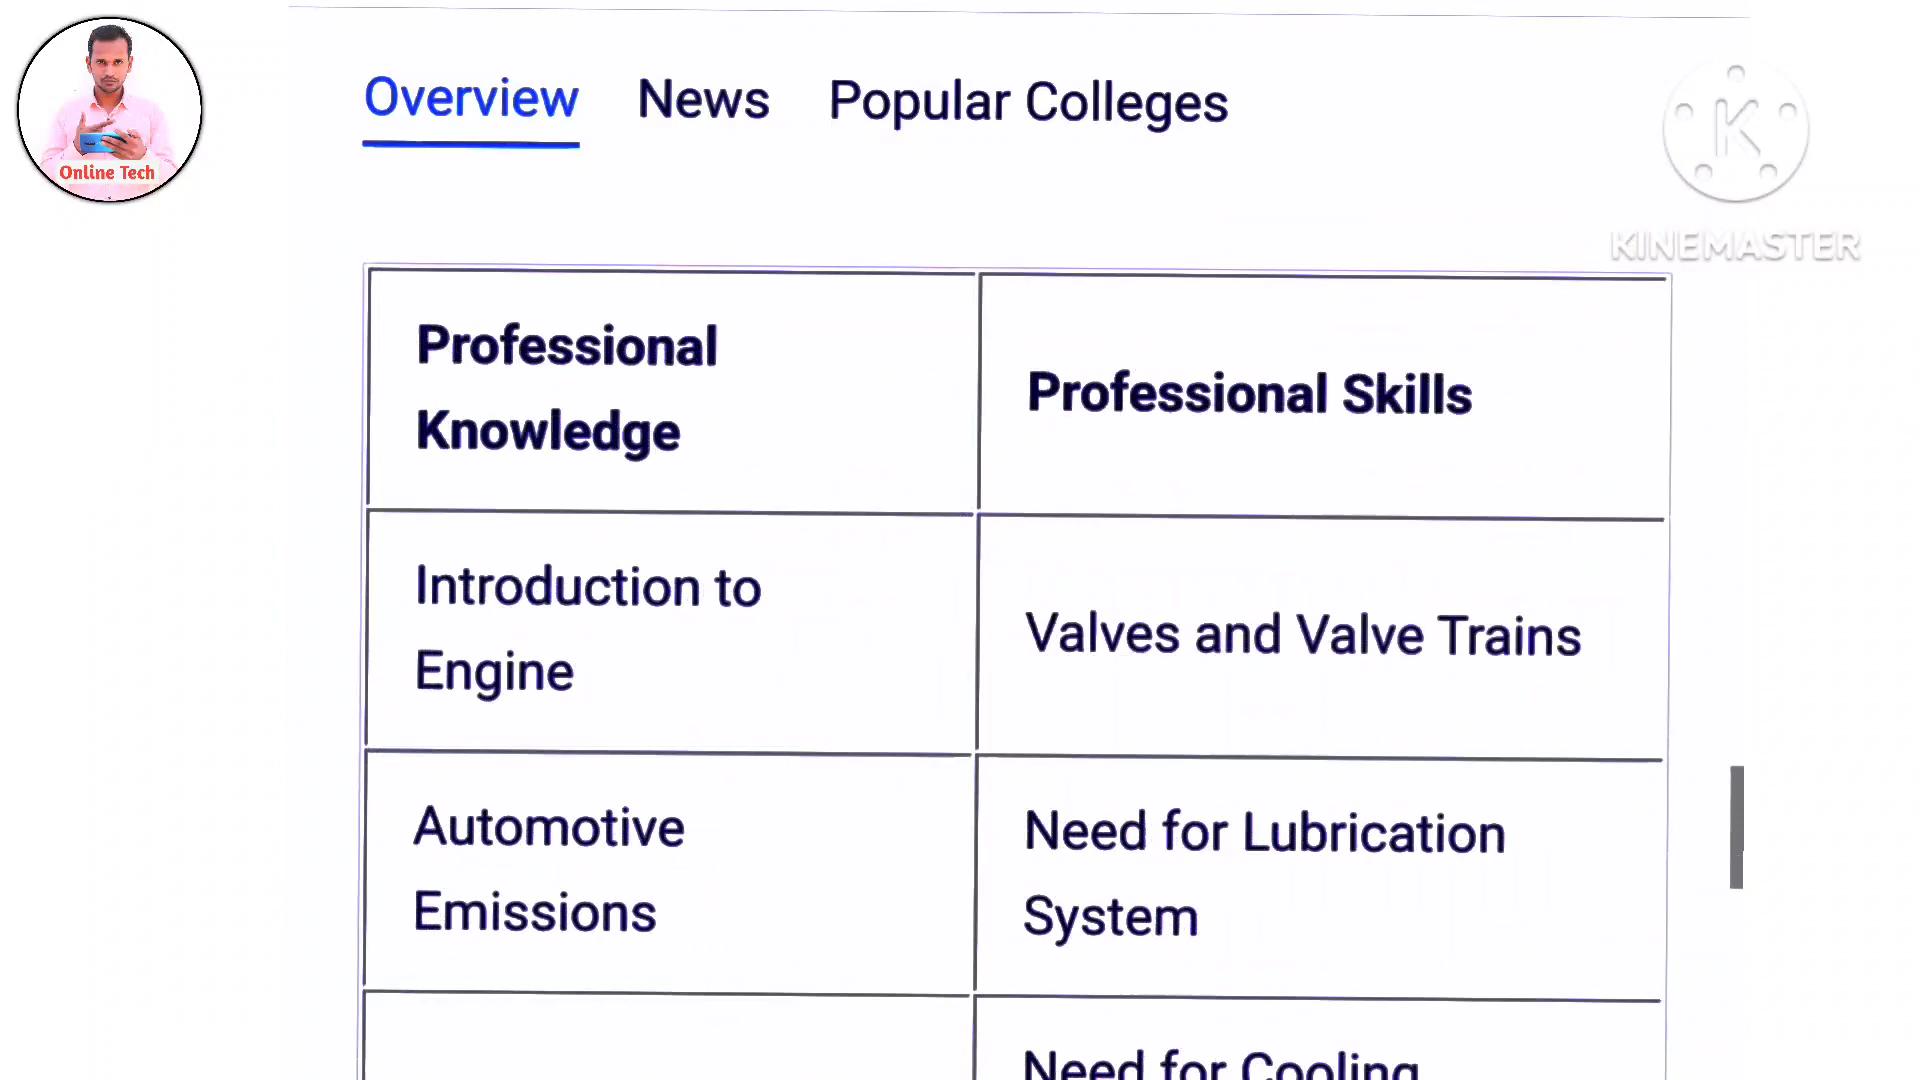 Online Tech
Overview News Popular Colleges
K
KINEMASTER
Professional
Knowledge
Professional Skills
Introduction to
Engine
Valves and Valve Trains
Automotive
Emissions
Need for Lubrication
System
Need for Cooling